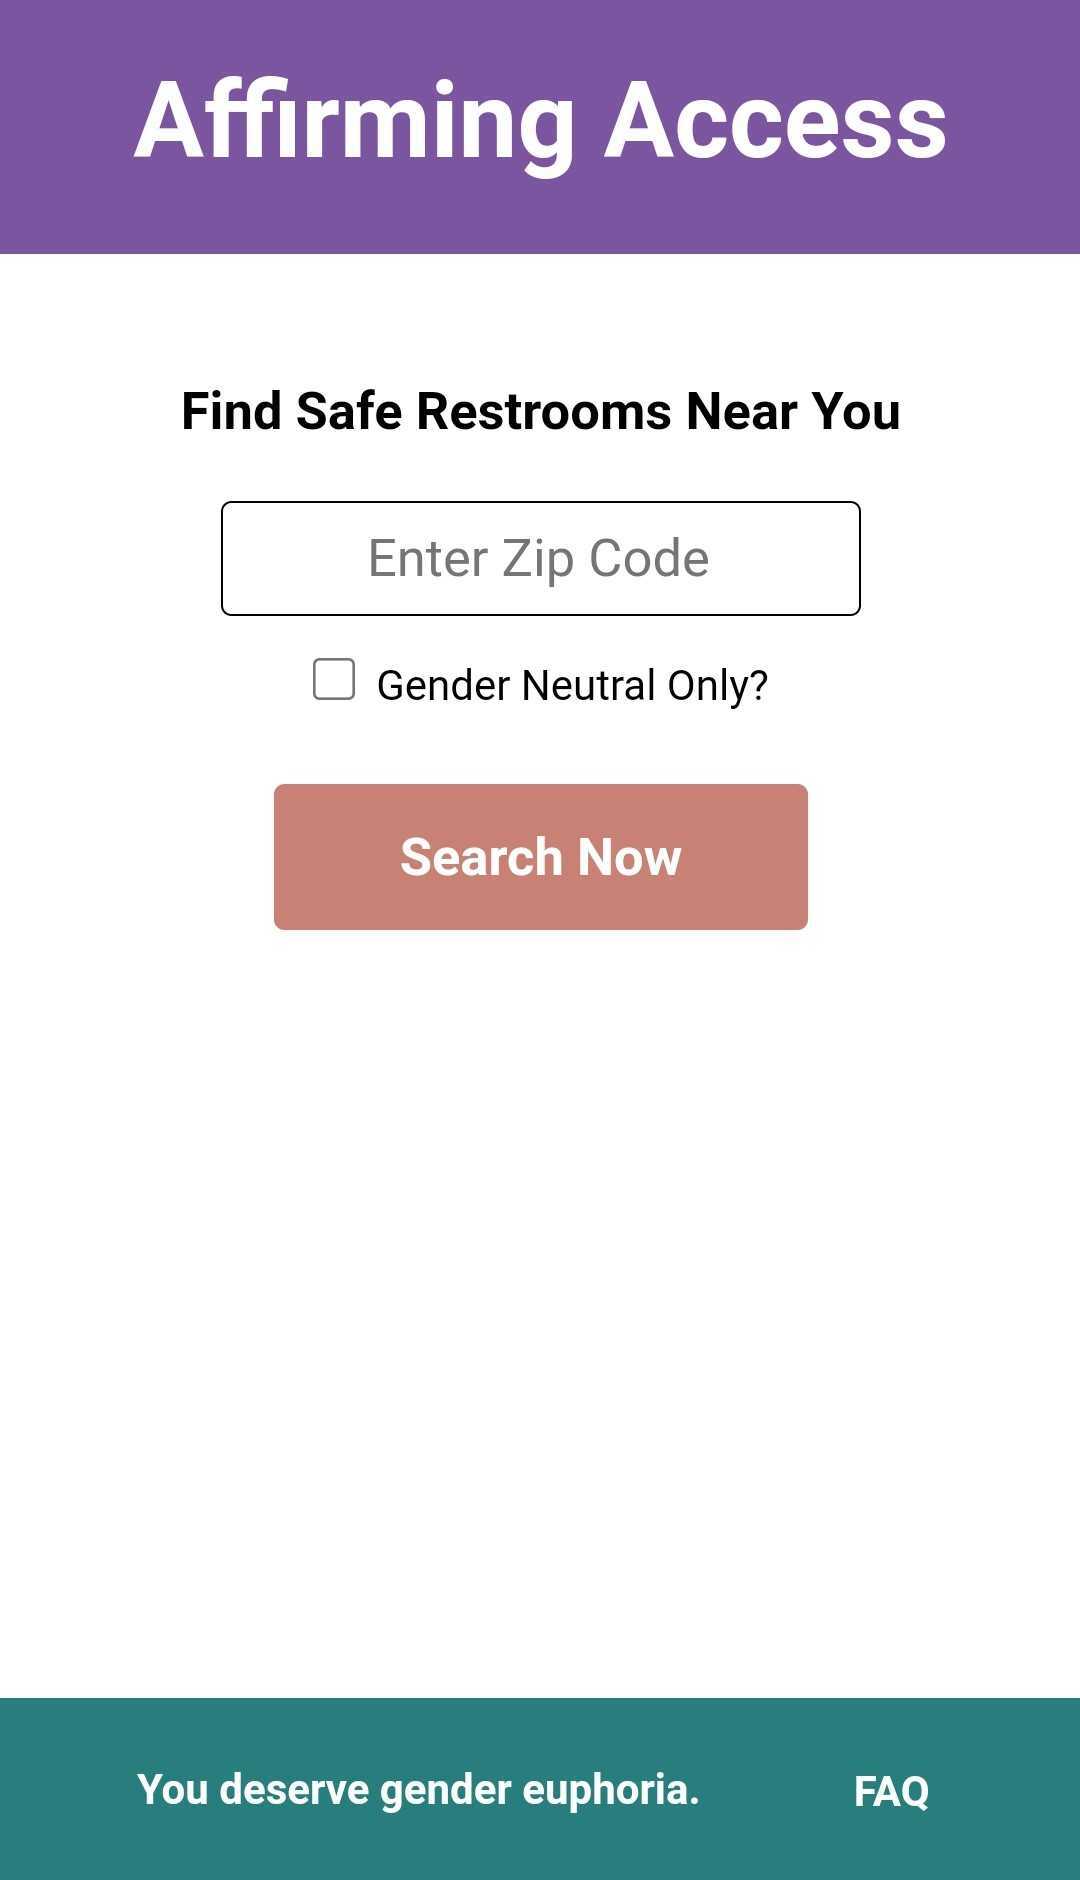 Affirming Access
Find Safe Restrooms Near You
Enter Zip Code
Gender Neutral Only?
Search Now
You deserve gender euphoria.
FAQ